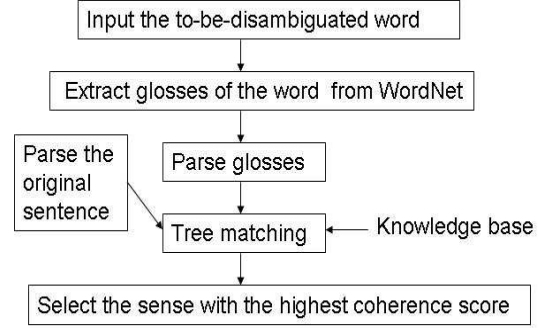 Input the to-be-disambiguated word
Extract glosses of the word from WordNet
Parse the
original
sentence
Parse glosses
Tree matching
Knowledge base
Select the sense with the highest coherence score